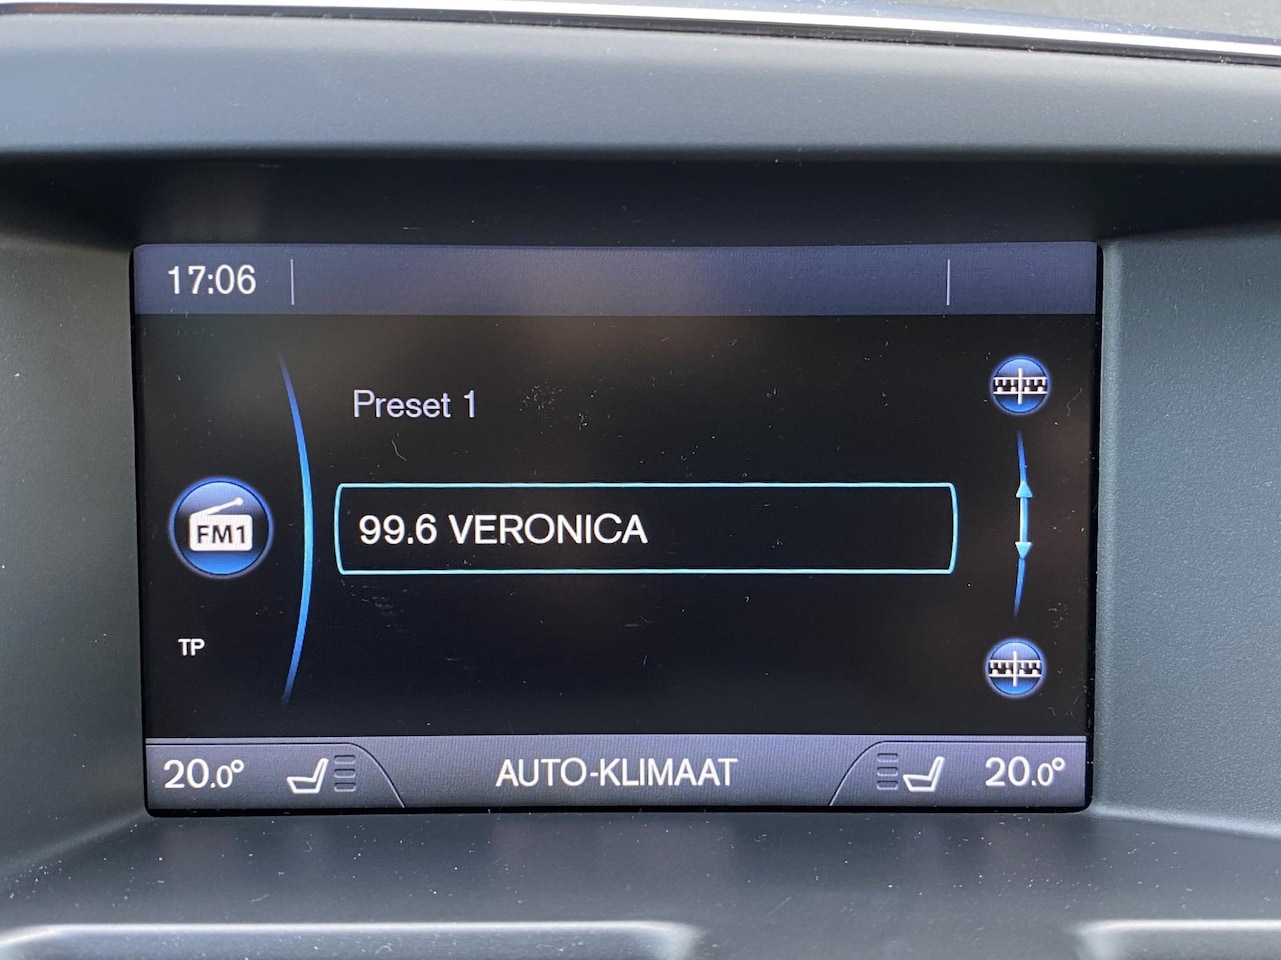 17:06
Preset 1
FM1
99.6 VERONICA
TP
20.0° AUTO-KLIMAAT 20.0°